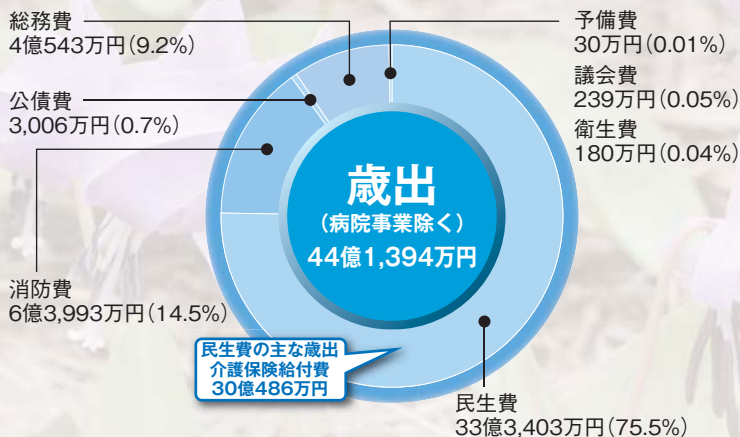 総務費
4億543万円(9.2%)
公債費
3,006万円(0.7%)
消防費
6億3,993万円(14.5%)
予備費
30万円(0.01%)
議会費
239万円(0.05%)
衛生費
180万円(0.04%)
歳出
(病院事業除く)
44億1,394万円
民生費の主な歳出
介護保険給付費
30億486万円
民生費
33億3,403万円(75.5%)